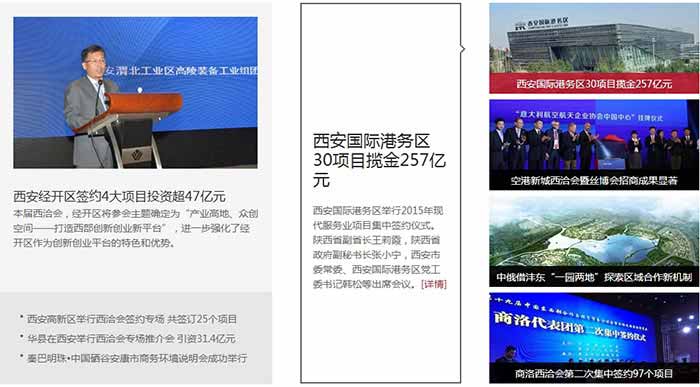 安渭北工业区高陵装备工业组团
西安经开区签约4大项目投资超47亿元
本届西洽会，经开区将参会主题确定为“产业高地、众创
空间——打造西部创新创业新平台”，进一步强化了经
开区作为创新创业平台的特色和优势。
西安高新区举行西洽会签约专场 共签订25个项目
华县在西安举行西洽会专场推介会 引资31.4亿元
秦巴明珠·中国硒谷安康市商务环境说明会成功举行
西安国际港务区
30项目揽金257亿
元
西安国际港务区举行2015年现
代服务业项目集中签约仪式。
陕西省副省长王莉霞，陕西省
政府副秘书长张小宁，西安市
委常委、西安国际港务区党工
委书记韩松等出席会议。[详情]
西安国际港务区
西安国际港务区30项目揽金257亿元
“意大利航空航天企业协会中国中心”挂牌仪式
空港新城西洽会暨丝博会招商成果显著
中俄借沣东“一园两地”探索区域合作新机制
商洛代表团第二次集中签约仪式
商洛西洽会第二次集中签约97个项目